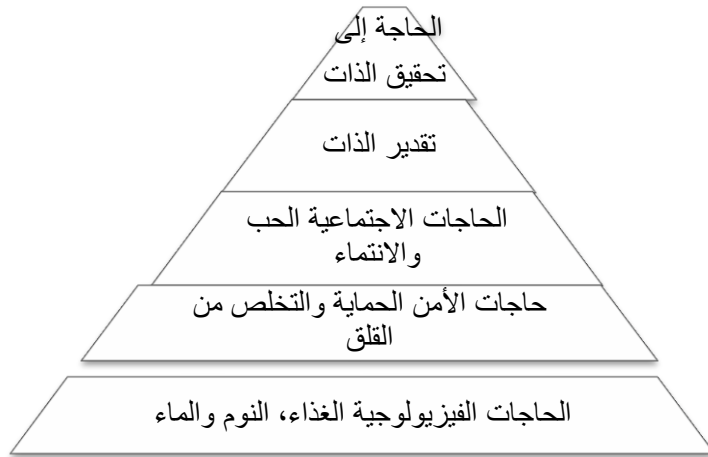 الحاجة إلى
تحقيق الذات
تقدير الذات
الحاجات الاجتماعية الحب
والانتماء
حاجات الأمن الحماية والتخلص من
القلق
الحاجات الفيزيولوجية الغذاء، النوم والماء